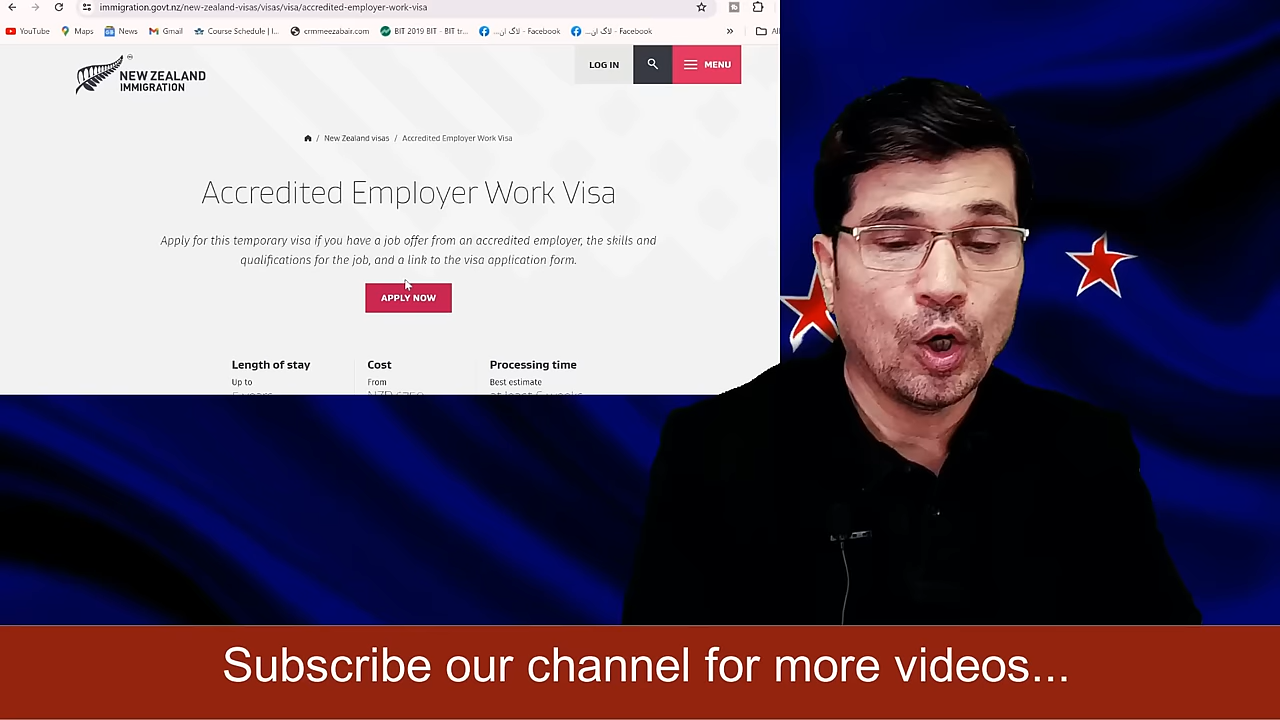 immigration.govt.nz/new-zealand-visas/visas/visa/accredited-employer-work-visa
YouTube
Maps
News
Gmail
Course Schedule | I...
crmmeezabair.com
BIT 2019 BIT - BIT tr...
لاگ ان... - Facebook
لاگ ان... - Facebook
»
NEW ZEALAND
IMMIGRATION
LOG IN
MENU
/ New Zealand visas / Accredited Employer Work Visa
Accredited Employer Work Visa
Apply for this temporary visa if you have a job offer from an accredited employer, the skills and
qualifications for the job, and a link to the visa application form.
APPLY NOW
Length of stay
Up to
Cost
From
Processing time
Best estimate
Subscribe our channel for more videos...